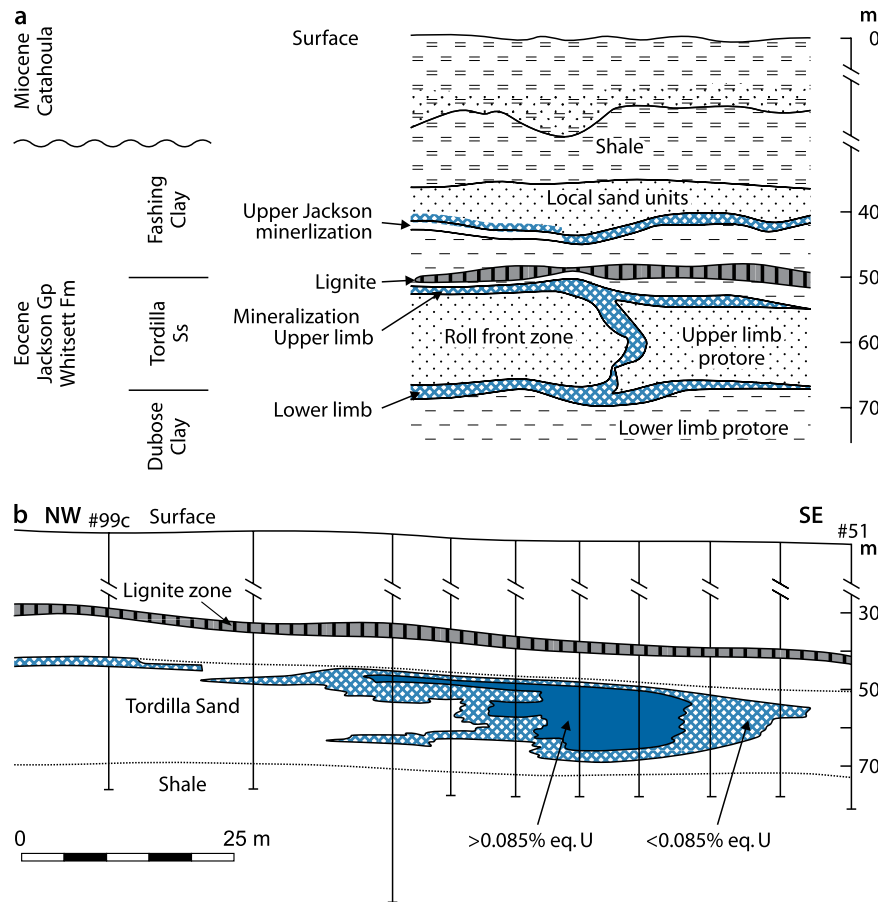 a
m
Surface
0
Miocene
Catahoula
Shale
Local sand units
Fashing
Clay
Upper Jackson
minerlization
40
Lignite
50
Eocene
Jackson Gp
Whitsett Fm
Tordilla
Ss
Mineralization
Upper limb
Roll front zone
Upper limb
protore
60
Lower limb
70
Dubose
Clay
Lower limb protore
b NW #99c Surface SE #51
m
Lignite zone
30
50
Tordilla Sand
70
Shale
0 25 m
>0.085% eq. U <0.085% eq. U